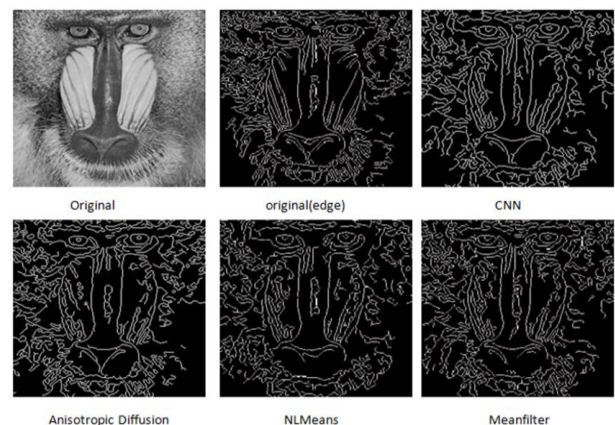 Original
original(edge)
CNN
Anisotropic Diffusion
NLMeans
Meanfilter